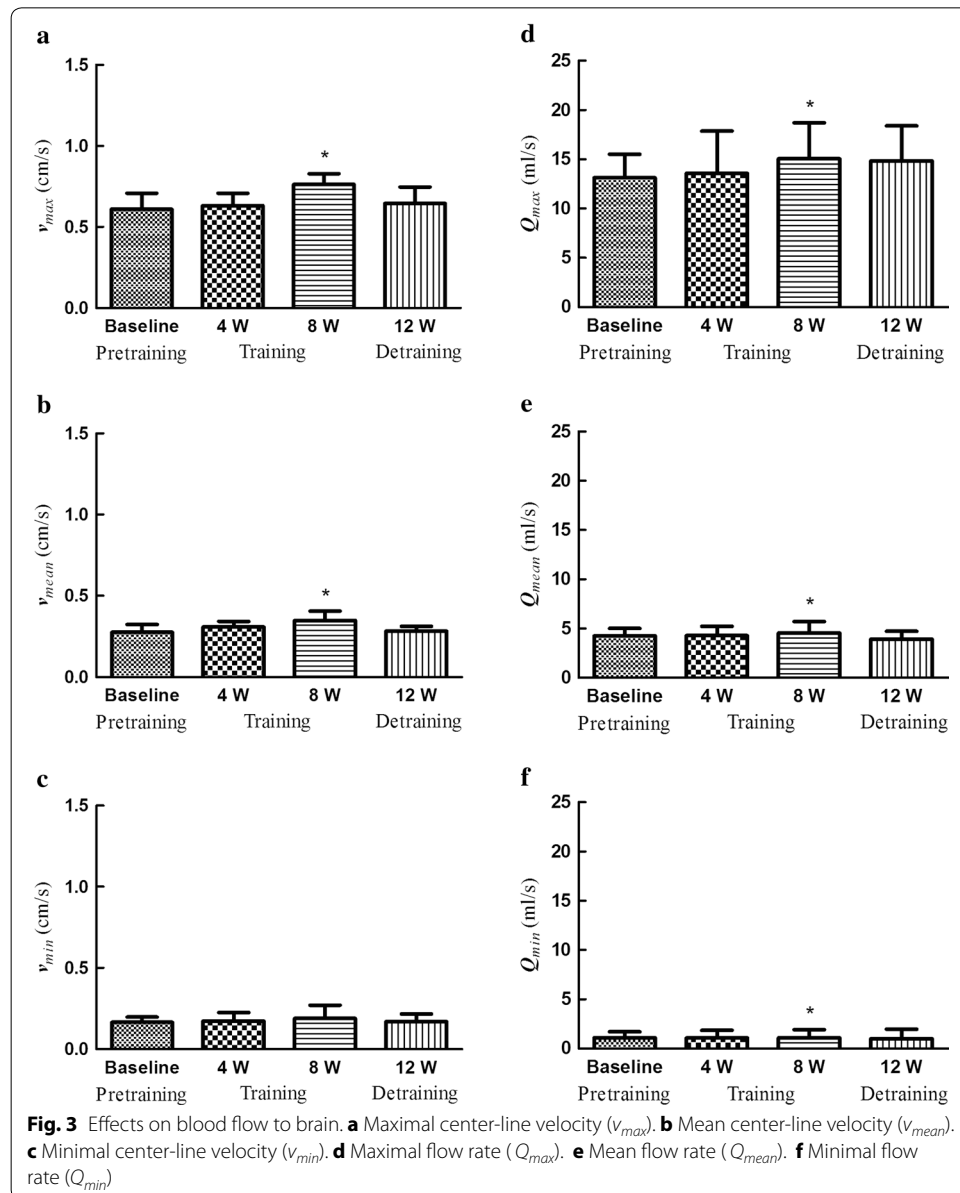 a
1.5
1.0
0.5
0.0
v_max (cm/s)
*
Baseline 4 W 8 W 12 W
Pretraining Training Detraining
d
25
20
15
10
5
0
Q_max (ml/s)
*
Baseline 4 W 8 W 12 W
Pretraining Training Detraining
b
1.5
1.0
0.5
0.0
v_mean (cm/s)
*
Baseline 4 W 8 W 12 W
Pretraining Training Detraining
e
25
20
15
10
5
0
Q_mean (ml/s)
*
Baseline 4 W 8 W 12 W
Pretraining Training Detraining
c
1.5
1.0
0.5
0.0
v_min (cm/s)
Baseline 4 W 8 W 12 W
Pretraining Training Detraining
f
25
20
15
10
5
0
Q_min (ml/s)
*
Baseline 4 W 8 W 12 W
Pretraining Training Detraining
Fig. 3 Effects on blood flow to brain. a Maximal center-line velocity (v_max). b Mean center-line velocity (v_mean).
c Minimal center-line velocity (v_min). d Maximal flow rate (Q_max). e Mean flow rate (Q_mean). f Minimal flow
rate (Q_min)